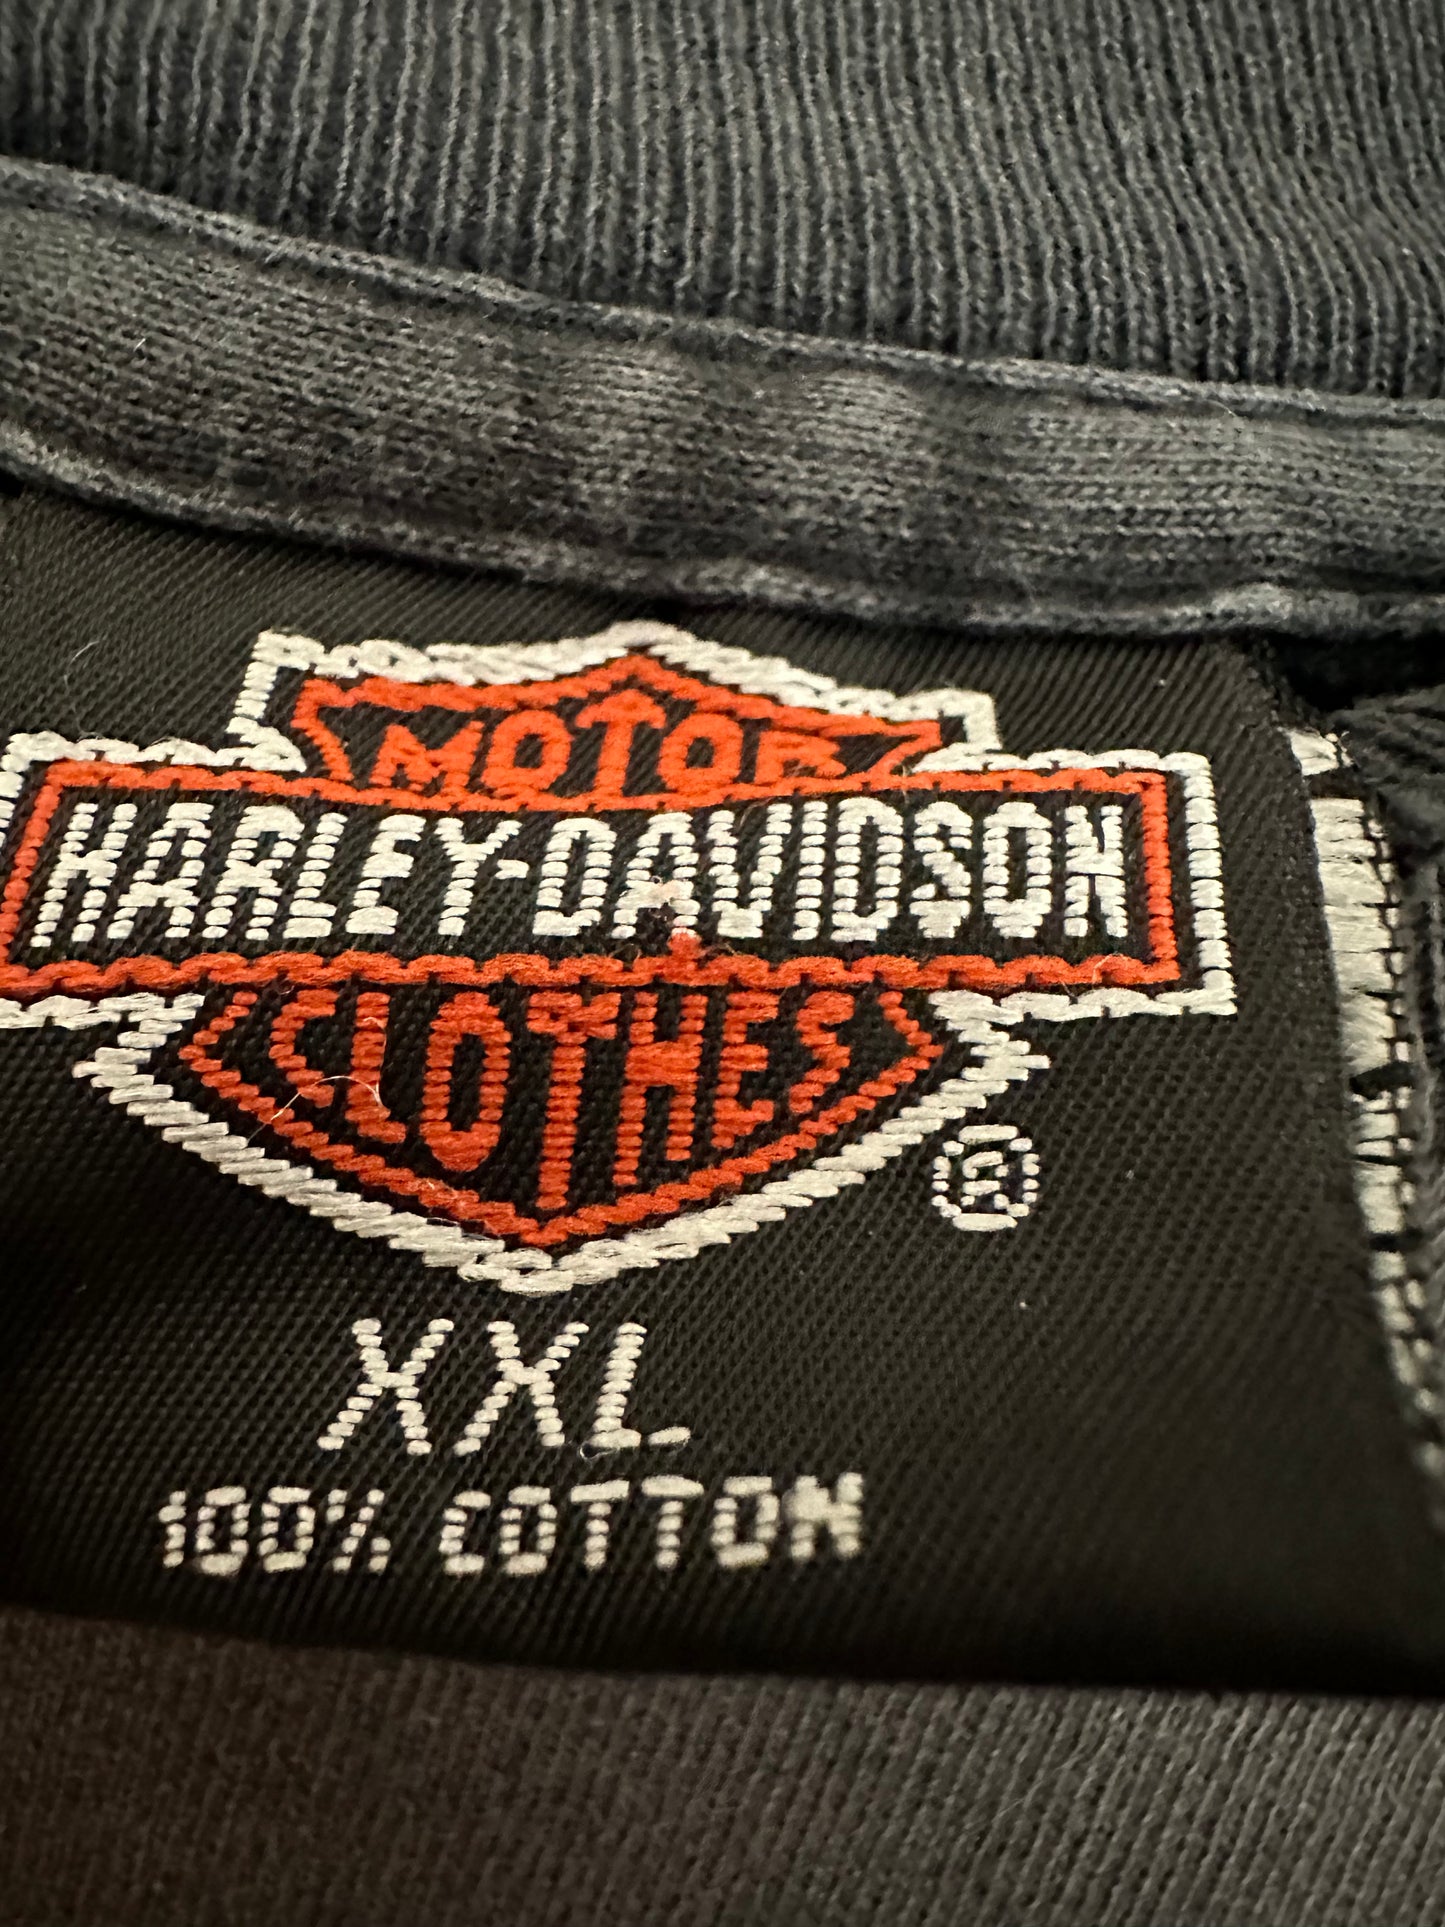 MOTOR
HARLEY-DAVIDSON
CLOTHES
®
XXL
100% COTTON